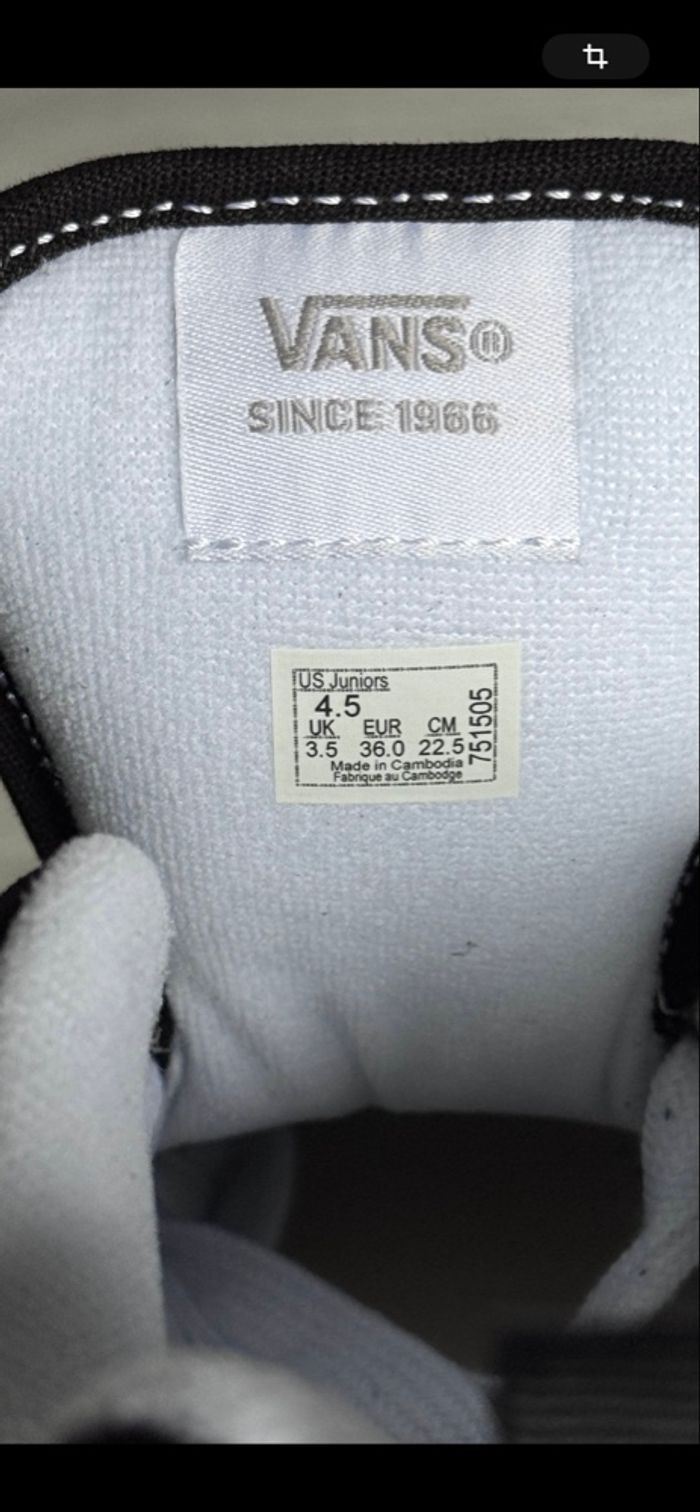 VANS®
SINCE 1966
US Juniors
4.5
UK EUR CM
3.5 36.0 22.5
Made in Cambodia
Fabrique au Cambodge
751505